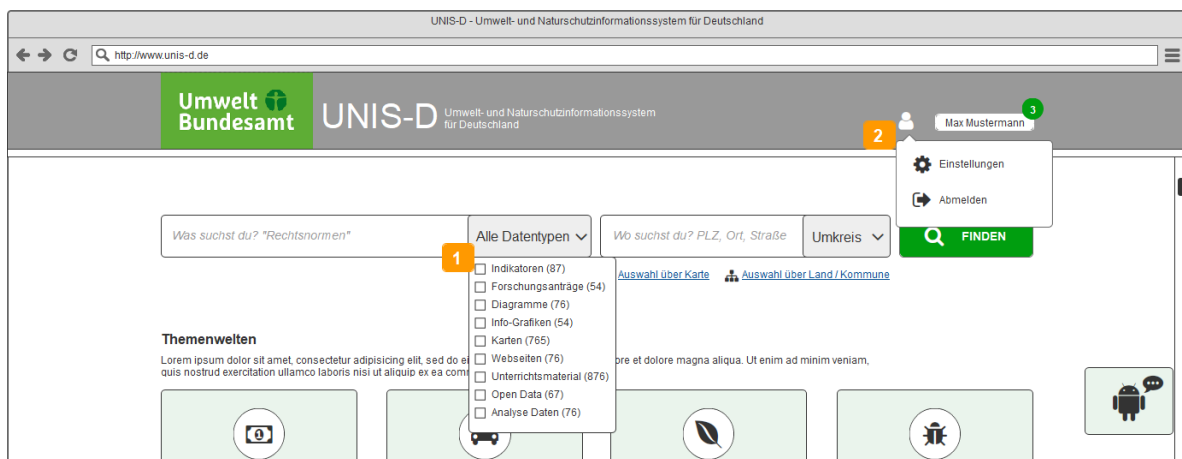 UNIS-D - Umwelt- und Naturschutzinformationssystem für Deutschland
http://www.unis-d.de
Umwelt
Bundesamt
UNIS-D
Umwelt- und Naturschutzinformationssystem
für Deutschland
3
Max Mustermann
2
Einstellungen
Abmelden
Was suchst du? "Rechtsnormen"
Alle Datentypen
Wo suchst du? PLZ, Ort, Straße
Umkreis
FINDEN
1
Indikatoren (87)
Forschungsanträge (54)
Diagramme (76)
Info-Grafiken (54)
Karten (765)
Webseiten (76)
Unterrichtsmaterial (876)
Open Data (67)
Analyse Daten (76)
Auswahl über Karte
Auswahl über Land / Kommune
Themenwelten
Lorem ipsum dolor sit amet, consectetur adipisicing elit, sed do ei ore et dolore magna aliqua. Ut enim ad minim veniam,
quis nostrud exercitation ullamco laboris nisi ut aliquip ex ea com